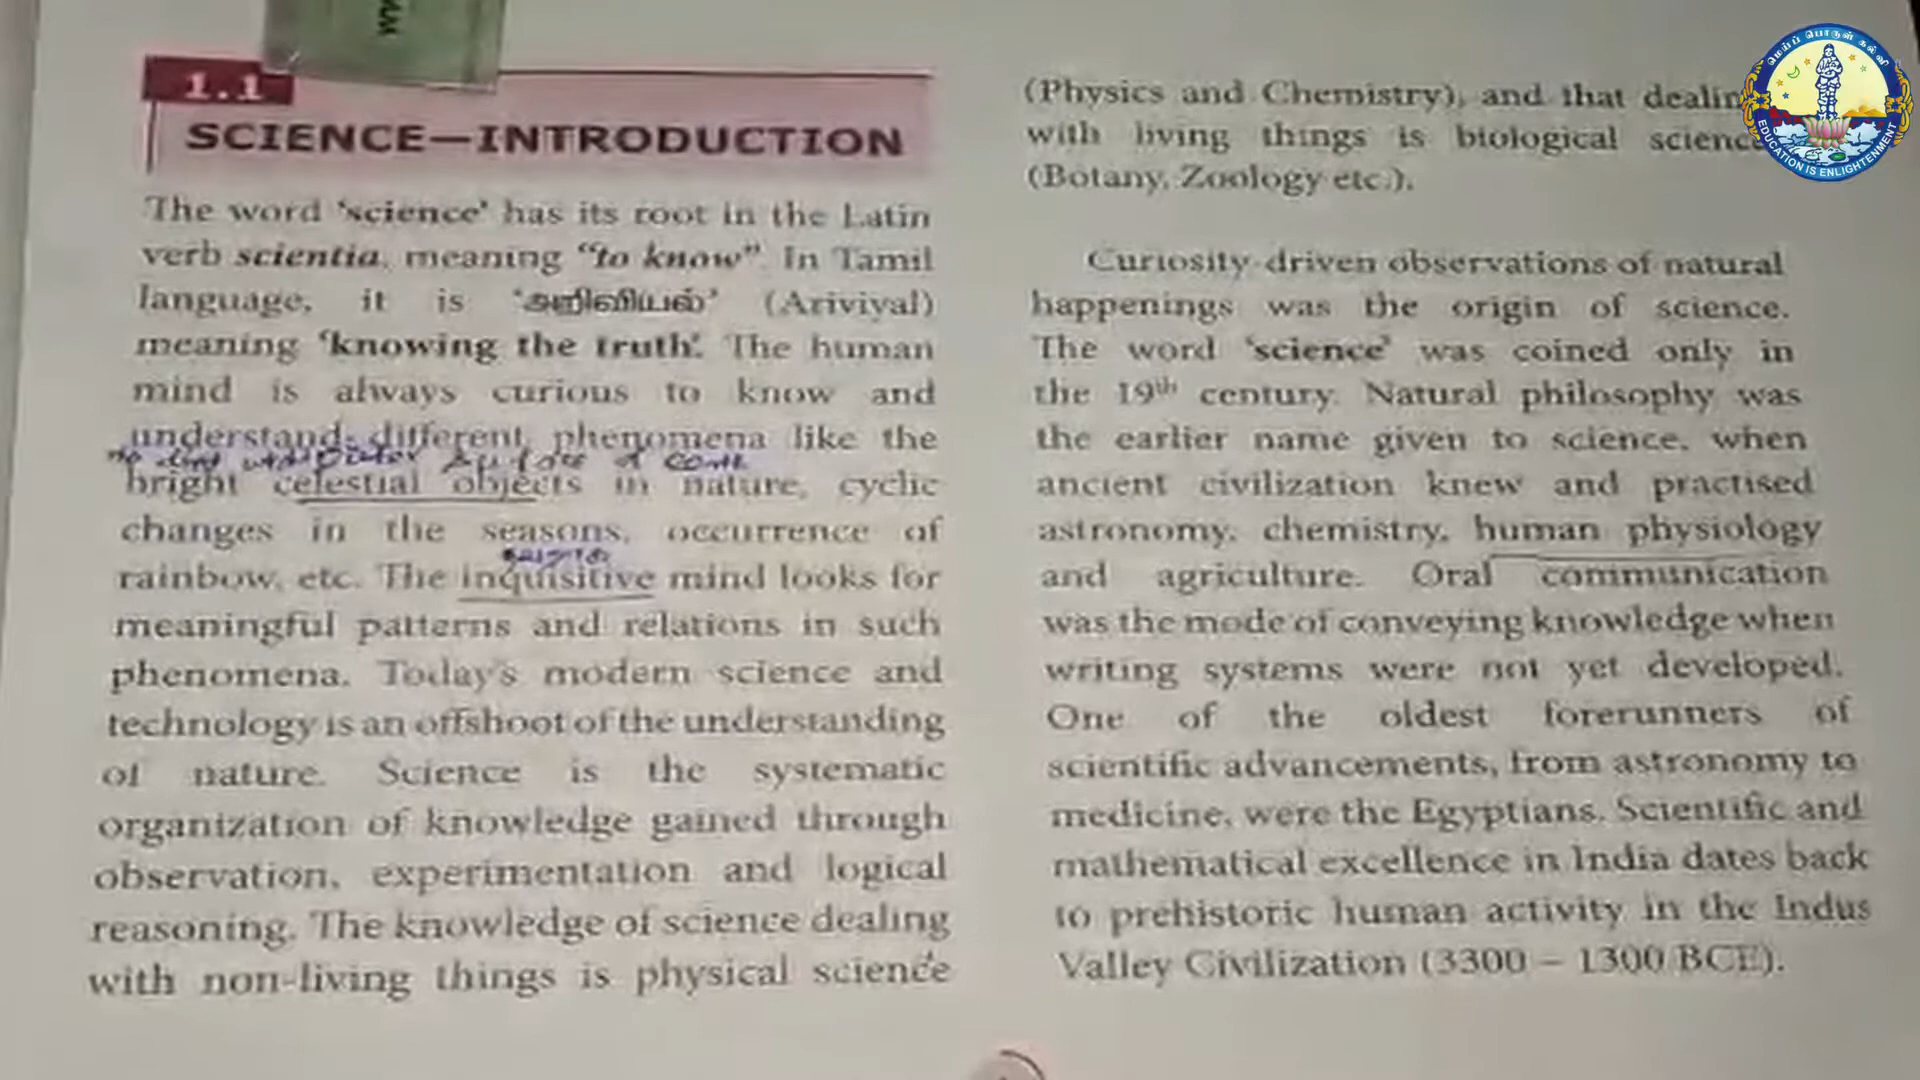 1.1
SCIENCE—INTRODUCTION
The word ‘science’ has its root in the Latin
verb scientia, meaning “to know”. In Tamil
language, it is ‘அறிவியல்’ (Ariviyal)
meaning ‘knowing the truth’. The human
mind is always curious to know and
understand different phenomena like the
bright celestial objects in nature, cyclic
changes in the seasons, occurrence of
rainbow, etc. The inquisitive mind looks for
meaningful patterns and relations in such
phenomena. Today's modern science and
technology is an offshoot of the understanding
of nature. Science is the systematic
organization of knowledge gained through
observation, experimentation and logical
reasoning. The knowledge of science dealing
with non-living things is physical science
(Physics and Chemistry), and that
with living things is biological
(Botany, Zoology etc.).
Curiosity-driven observations of natural
happenings was the origin of science.
The word ‘science’ was coined only in
the 19th century. Natural philosophy was
the earlier name given to science, when
ancient civilization knew and practised
astronomy, chemistry, human physiology
and agriculture. Oral communication
was the mode of conveying knowledge when
writing systems were not yet developed.
One of the oldest forerunners of
scientific advancements, from astronomy to
medicine, were the Egyptians. Scientific and
mathematical excellence in India dates back
to prehistoric human activity in the Indus
Valley Civilization (3300 – 1300 BCE).
மெய்ப் பொருள் கல்வி
EDUCATION IS ENLIGHTENMENT